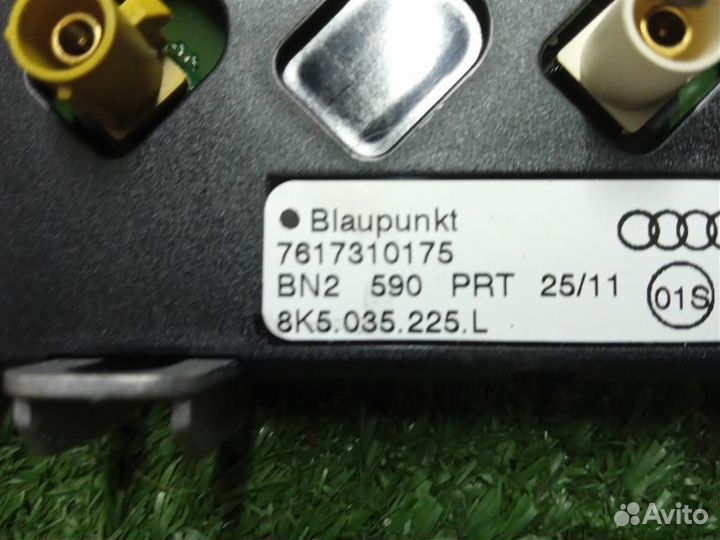 Blaupunkt
7617310175
BN2 590 PRT 25/11
01S
8K5.035.225.L
Avito